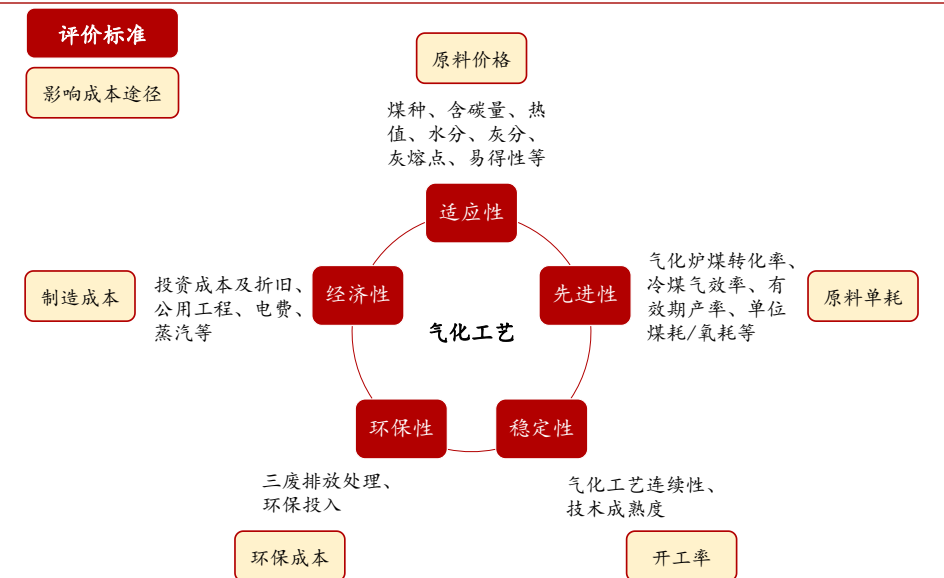 评价标准
影响成本途径
原料价格
煤种、含碳量、热
值、水分、灰分、
灰熔点、易得性等
适应性
制造成本
投资成本及折旧、
公用工程、电费、
蒸汽等
经济性
先进性
气化炉煤转化率、
冷煤气效率、有
效期产率、单位
煤耗/氧耗等
原料单耗
气化工艺
环保性
稳定性
三废排放处理、
环保投入
气化工艺连续性、
技术成熟度
环保成本
开工率